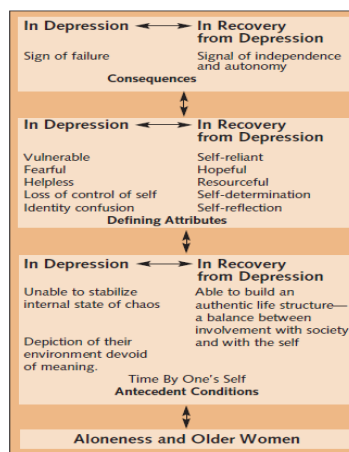 In Depression In Recovery
from Depression
Sign of failure Signal of independence
and autonomy
Consequences
In Depression In Recovery
from Depression
Vulnerable Self-reliant
Fearful Hopeful
Helpless Resourceful
Loss of control of self Self-determination
Identity confusion Self-reflection
Defining Attributes
In Depression In Recovery
from Depression
Unable to stabilize
internal state of chaos
Able to build an
authentic life structure—
a balance between
involvement with society
and with the self
Depiction of their
environment devoid
of meaning.
Time By One's Self
Antecedent Conditions
Aloneness and Older Women